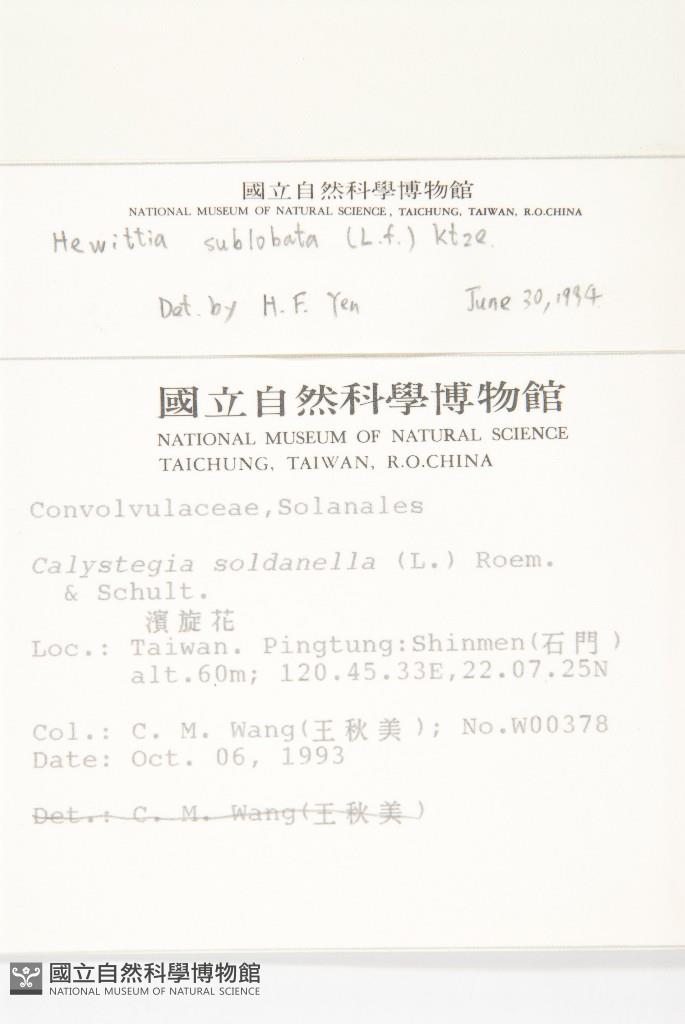 國立自然科學博物館
NATIONAL MUSEUM OF NATURAL SCIENCE, TAICHUNG, TAIWAN, R.O.CHINA
Hewittia sublobata (L.f.) Ktze.
Det. by H. F. Yen June 30, 1994
國立自然科學博物館
NATIONAL MUSEUM OF NATURAL SCIENCE
TAICHUNG, TAIWAN, R.O.CHINA
Convolvulaceae,Solanales
Calystegia soldanella (L.) Roem.
& Schult.
濱旋花
Loc.: Taiwan. Pingtung:Shinmen(石門)
alt.60m; 120.45.33E,22.07.25N
Col.: C. M. Wang(王秋美); No.W00378
Date: Oct. 06, 1993
Det.: C. M. Wang(王秋美)
國立自然科學博物館
NATIONAL MUSEUM OF NATURAL SCIENCE